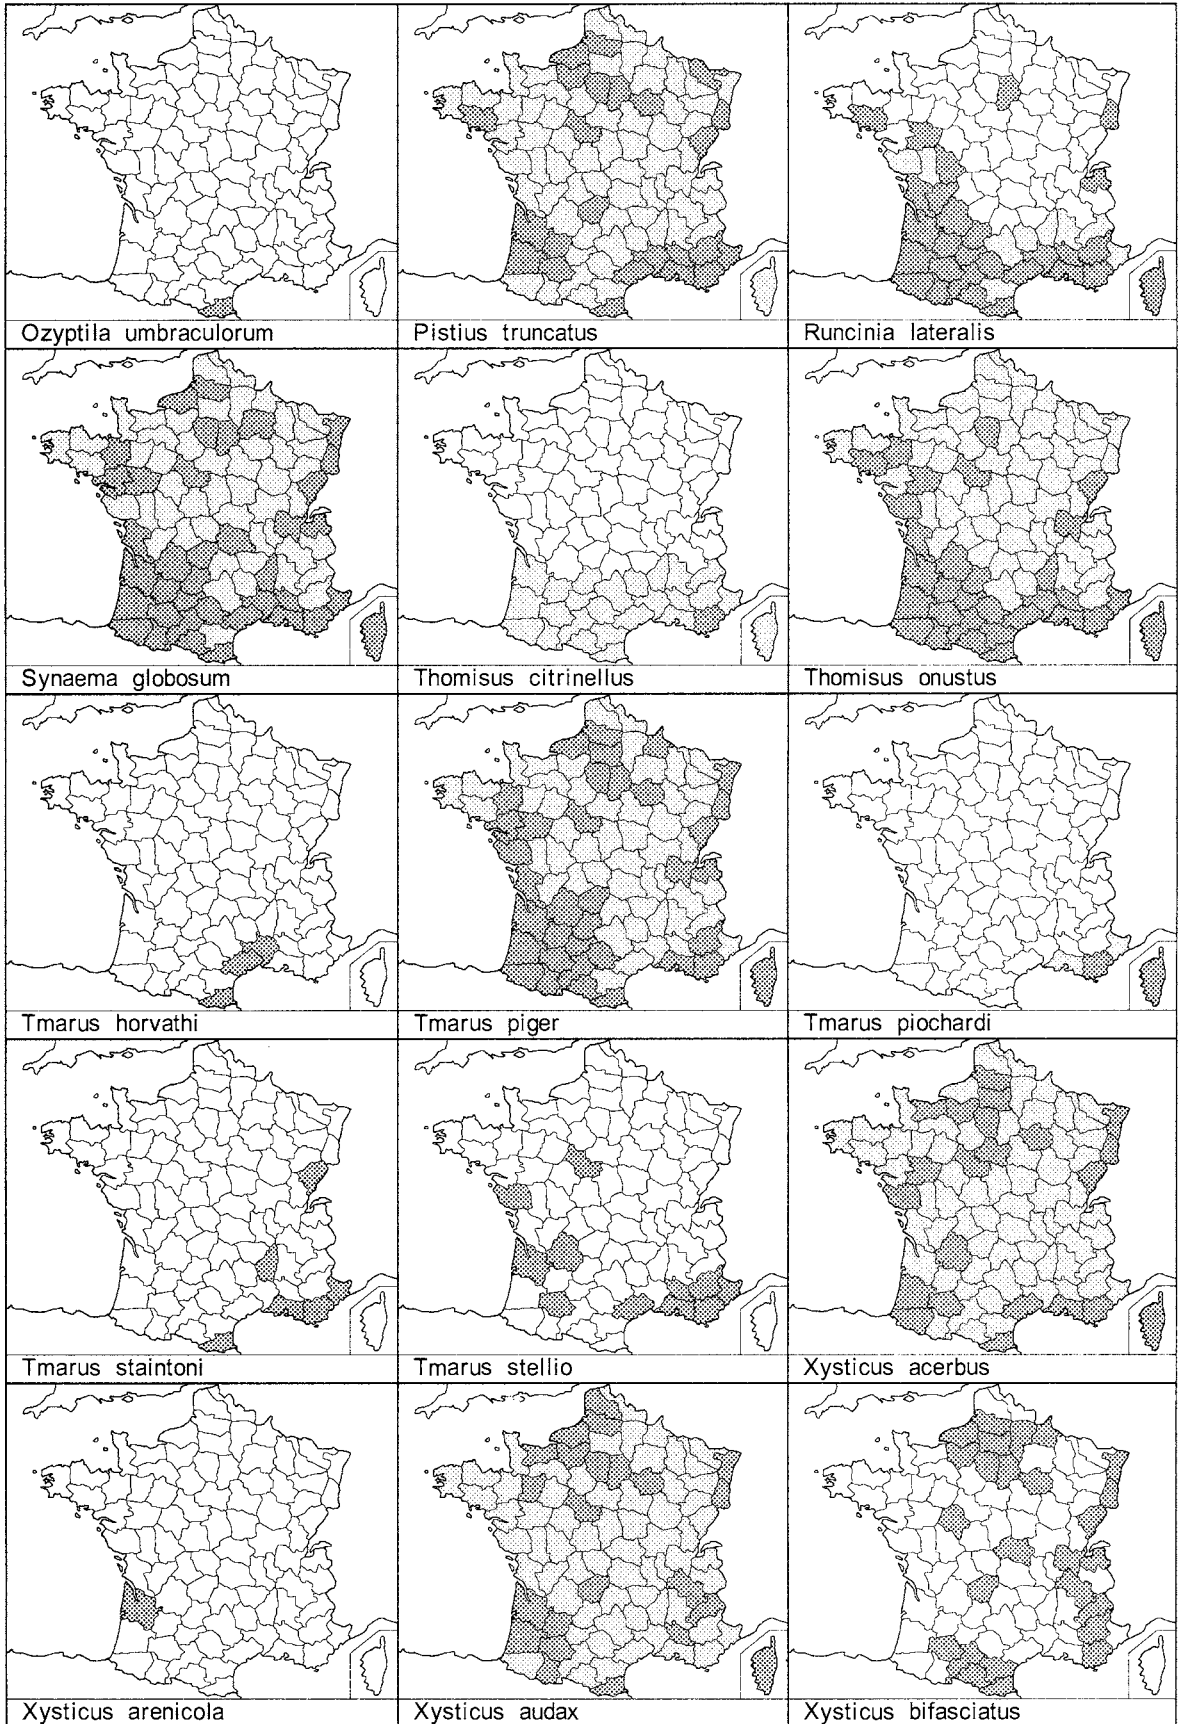 Ozyptila umbraculorum
Pistius truncatus
Runcinia lateralis
Synaema globosum
Thomisus citrinellus
Thomisus onustus
Tmarus horvathi
Tmarus piger
Tmarus piochardi
Tmarus staintoni
Tmarus stellio
Xysticus acerbus
Xysticus arenicola
Xysticus audax
Xysticus bifasciatus